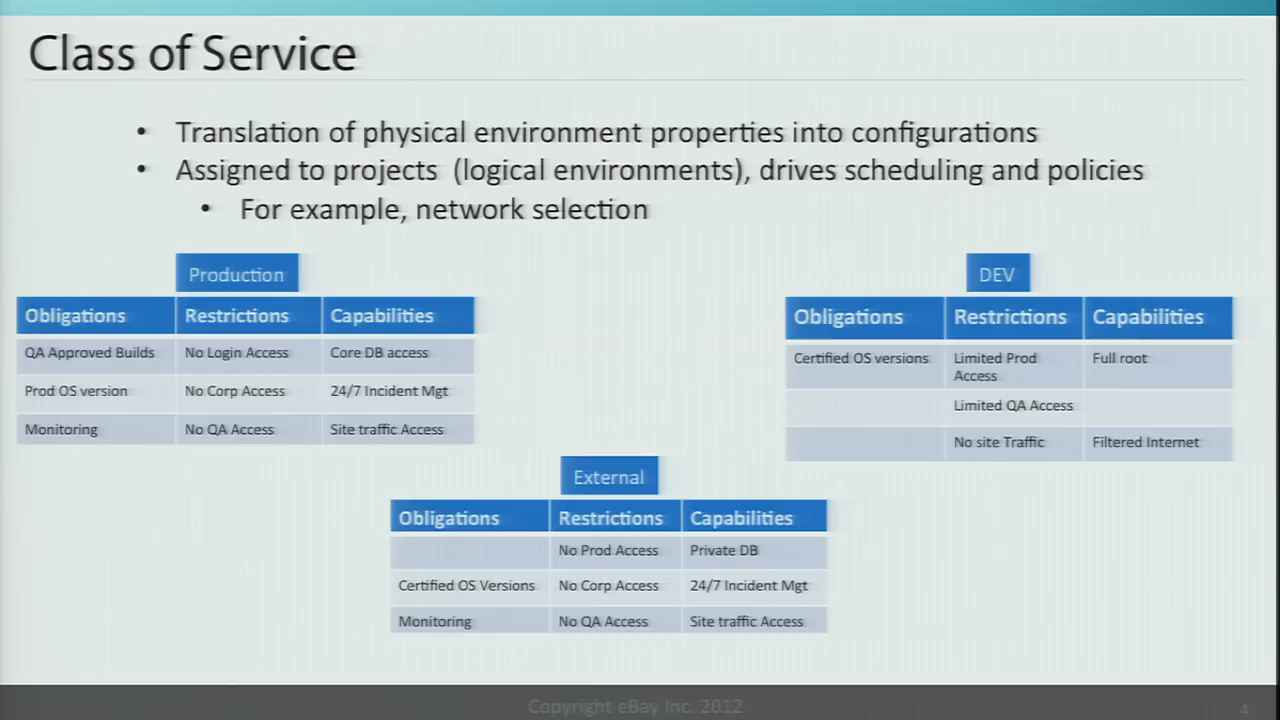 Class of Service
• Translation of physical environment properties into configurations
• Assigned to projects (logical environments), drives scheduling and policies
• For example, network selection
Production
Obligations Restrictions Capabilities
QA Approved Builds No Login Access Core DB access
Prod OS version No Corp Access 24/7 Incident Mgt
Monitoring No QA Access Site traffic Access
DEV
Obligations Restrictions Capabilities
Certified OS versions Limited Prod Full root
Access
Limited QA Access
No site Traffic Filtered Internet
External
Obligations Restrictions Capabilities
No Prod Access Private DB
Certified OS Versions No Corp Access 24/7 Incident Mgt
Monitoring No QA Access Site traffic Access
Copyright eBay Inc. 2012
4